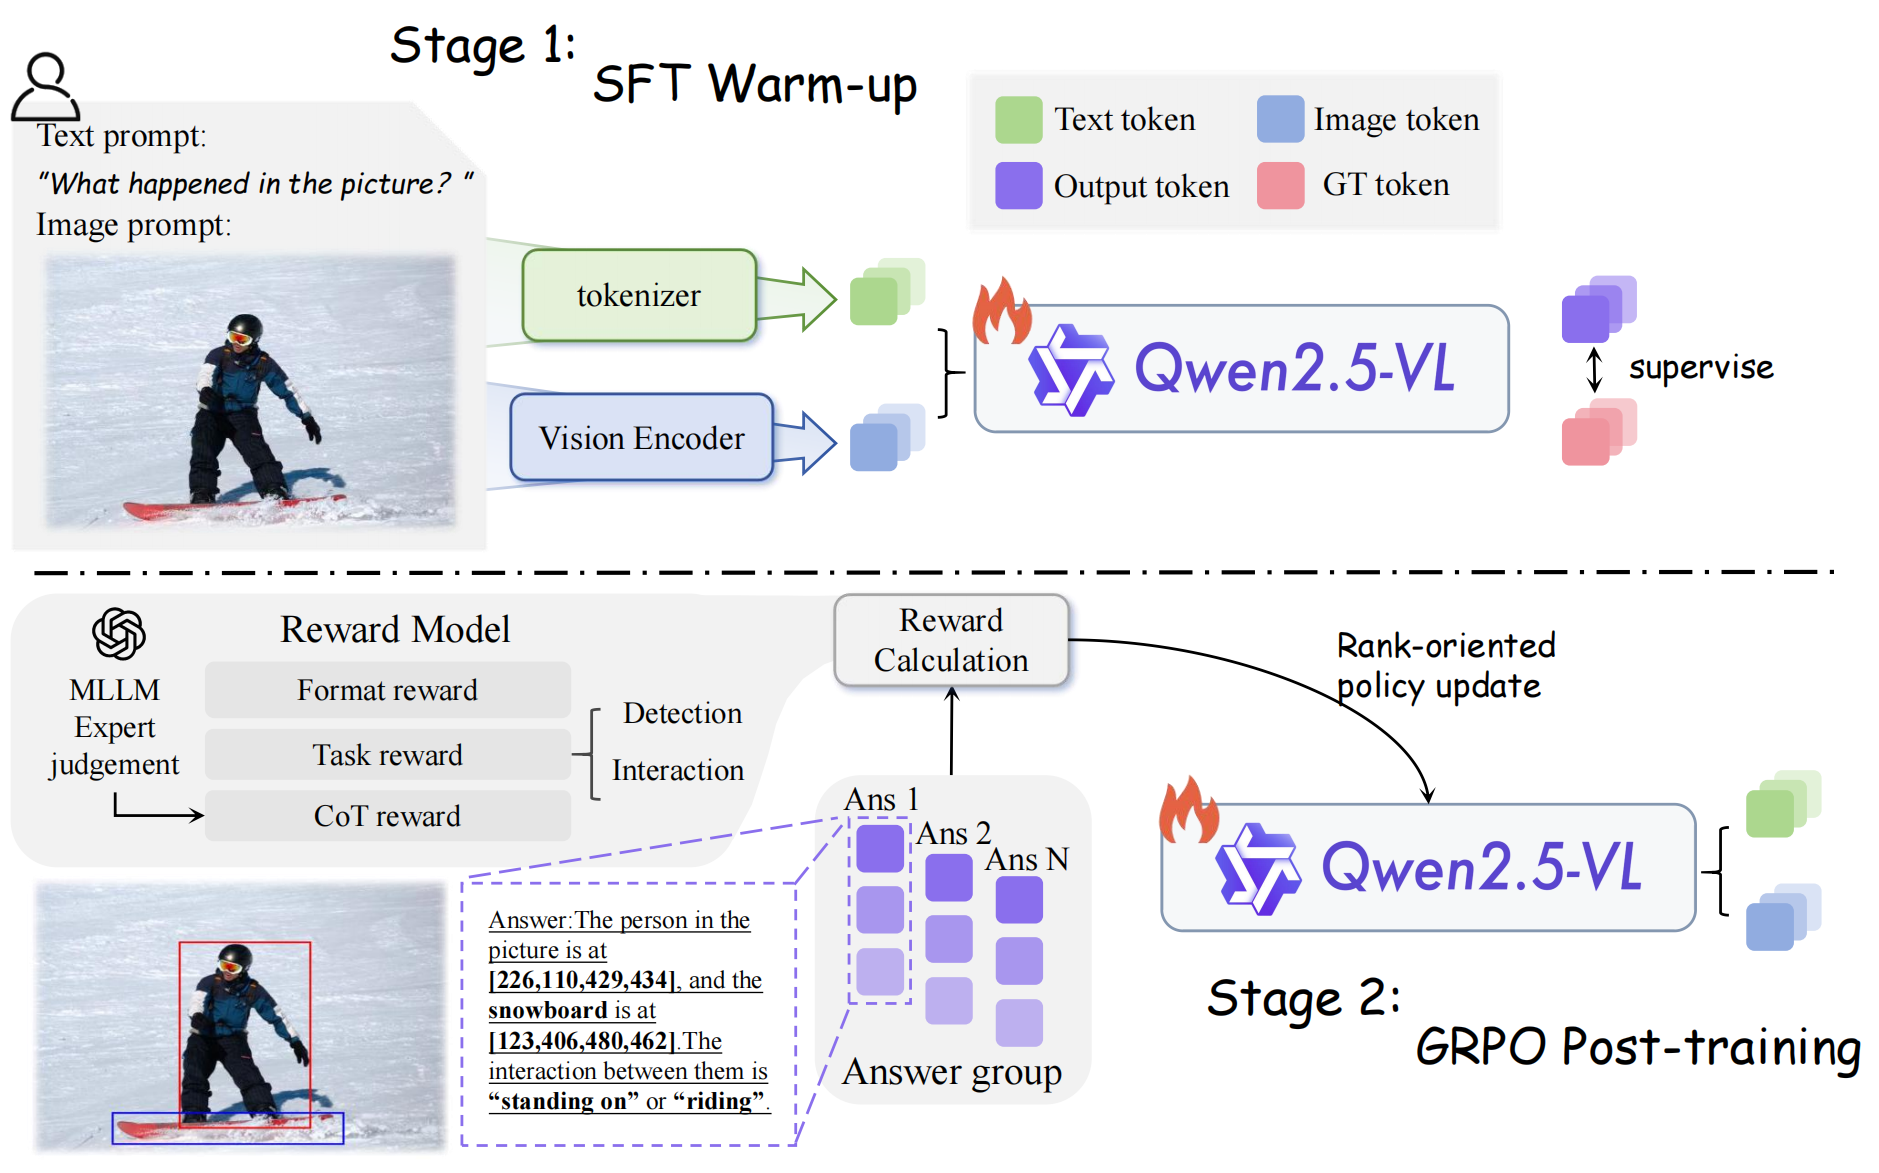 Stage 1:
SFT Warm-up
Text prompt:
“What happened in the picture? ”
Image prompt:
tokenizer
Vision Encoder
Text token
Image token
Output token
GT token
Qwen2.5-VL
supervise
Reward Model
MLLM
Expert
judgement
Format reward
Task reward
CoT reward
Detection
Interaction
Reward
Calculation
Rank-oriented
policy update
Ans 1
Ans 2
Ans N
Answer group
Answer:The person in the
picture is at
[226,110,429,434], and the
snowboard is at
[123,406,480,462].The
interaction between them is
“standing on” or “riding”.
Qwen2.5-VL
Stage 2:
GRPO Post-training